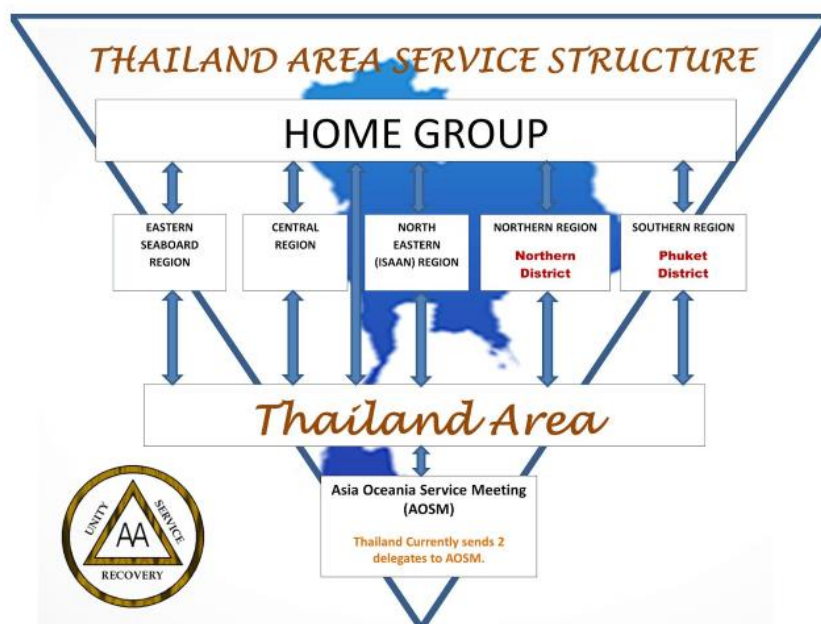 THAILAND AREA SERVICE STRUCTURE
HOME GROUP
EASTERN
SEABOARD
REGION
CENTRAL
REGION
NORTH
EASTERN
(ISAAN) REGION
NORTHERN REGION
Northern
District
SOUTHERN REGION
Phuket
District
Thailand Area
Asia Oceania Service Meeting
(AOSM)
Thailand Currently sends 2
delegates to AOSM.
UNITY
SERVICE
AA
RECOVERY